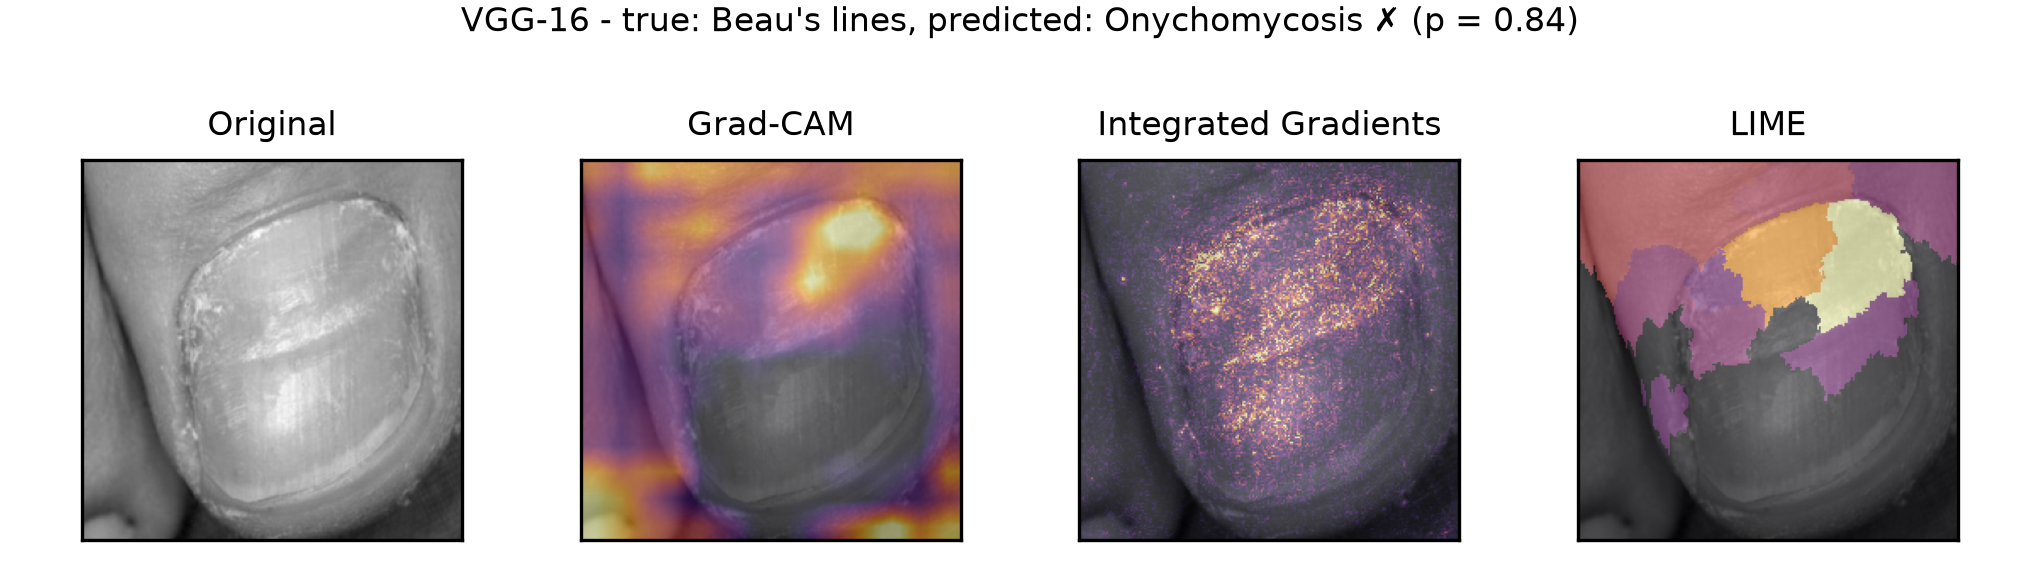 VGG-16 - true: Beau's lines, predicted: Onychomycosis ✗ (p = 0.84)
Original
Grad-CAM
Integrated Gradients
LIME